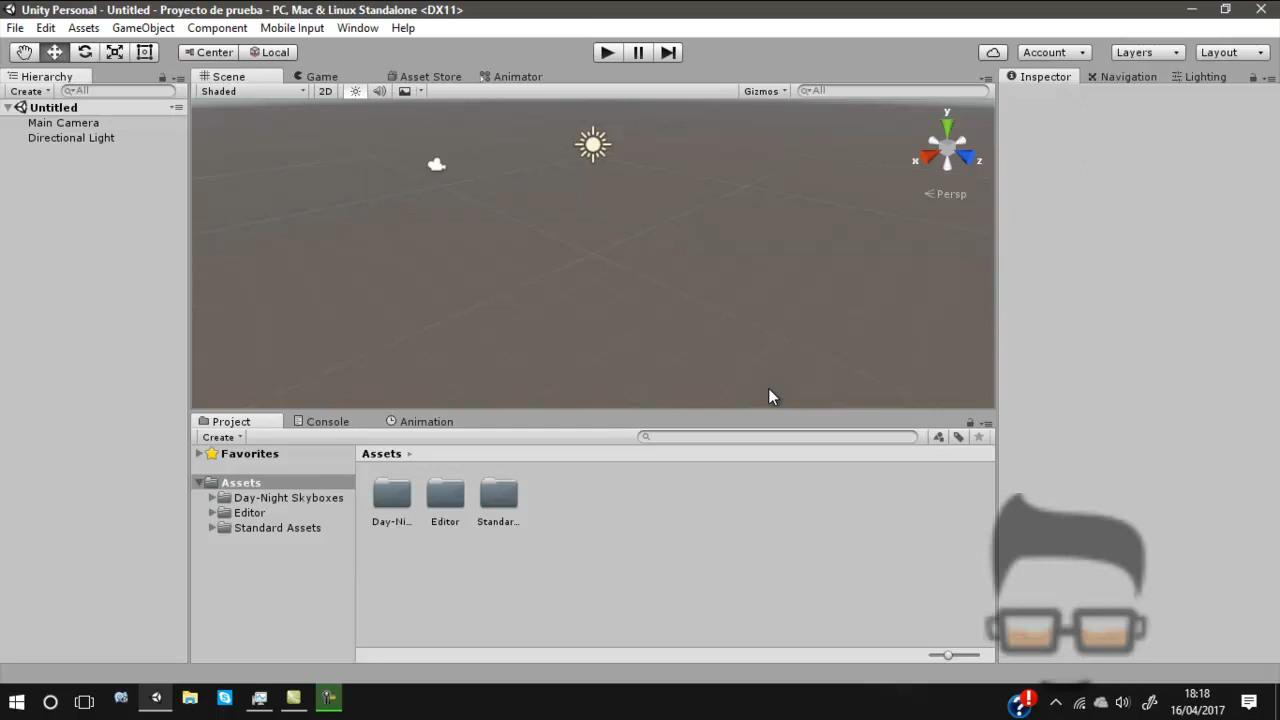 Unity Personal - Untitled - Proyecto de prueba - PC, Mac & Linux Standalone <DX11>
File Edit Assets GameObject Component Mobile Input Window Help
Center Local Account Layers Layout
Hierarchy Scene Game Asset Store Animator Inspector Navigation Lighting
Create All Shaded 2D Gizmos All
Untitled
Main Camera
Directional Light
y
x z
Persp
Project Console Animation
Create
Favorites Assets
Assets
Day-Night Skyboxes
Editor
Standard Assets
Day-Ni... Editor Standar...
18:18
16/04/2017